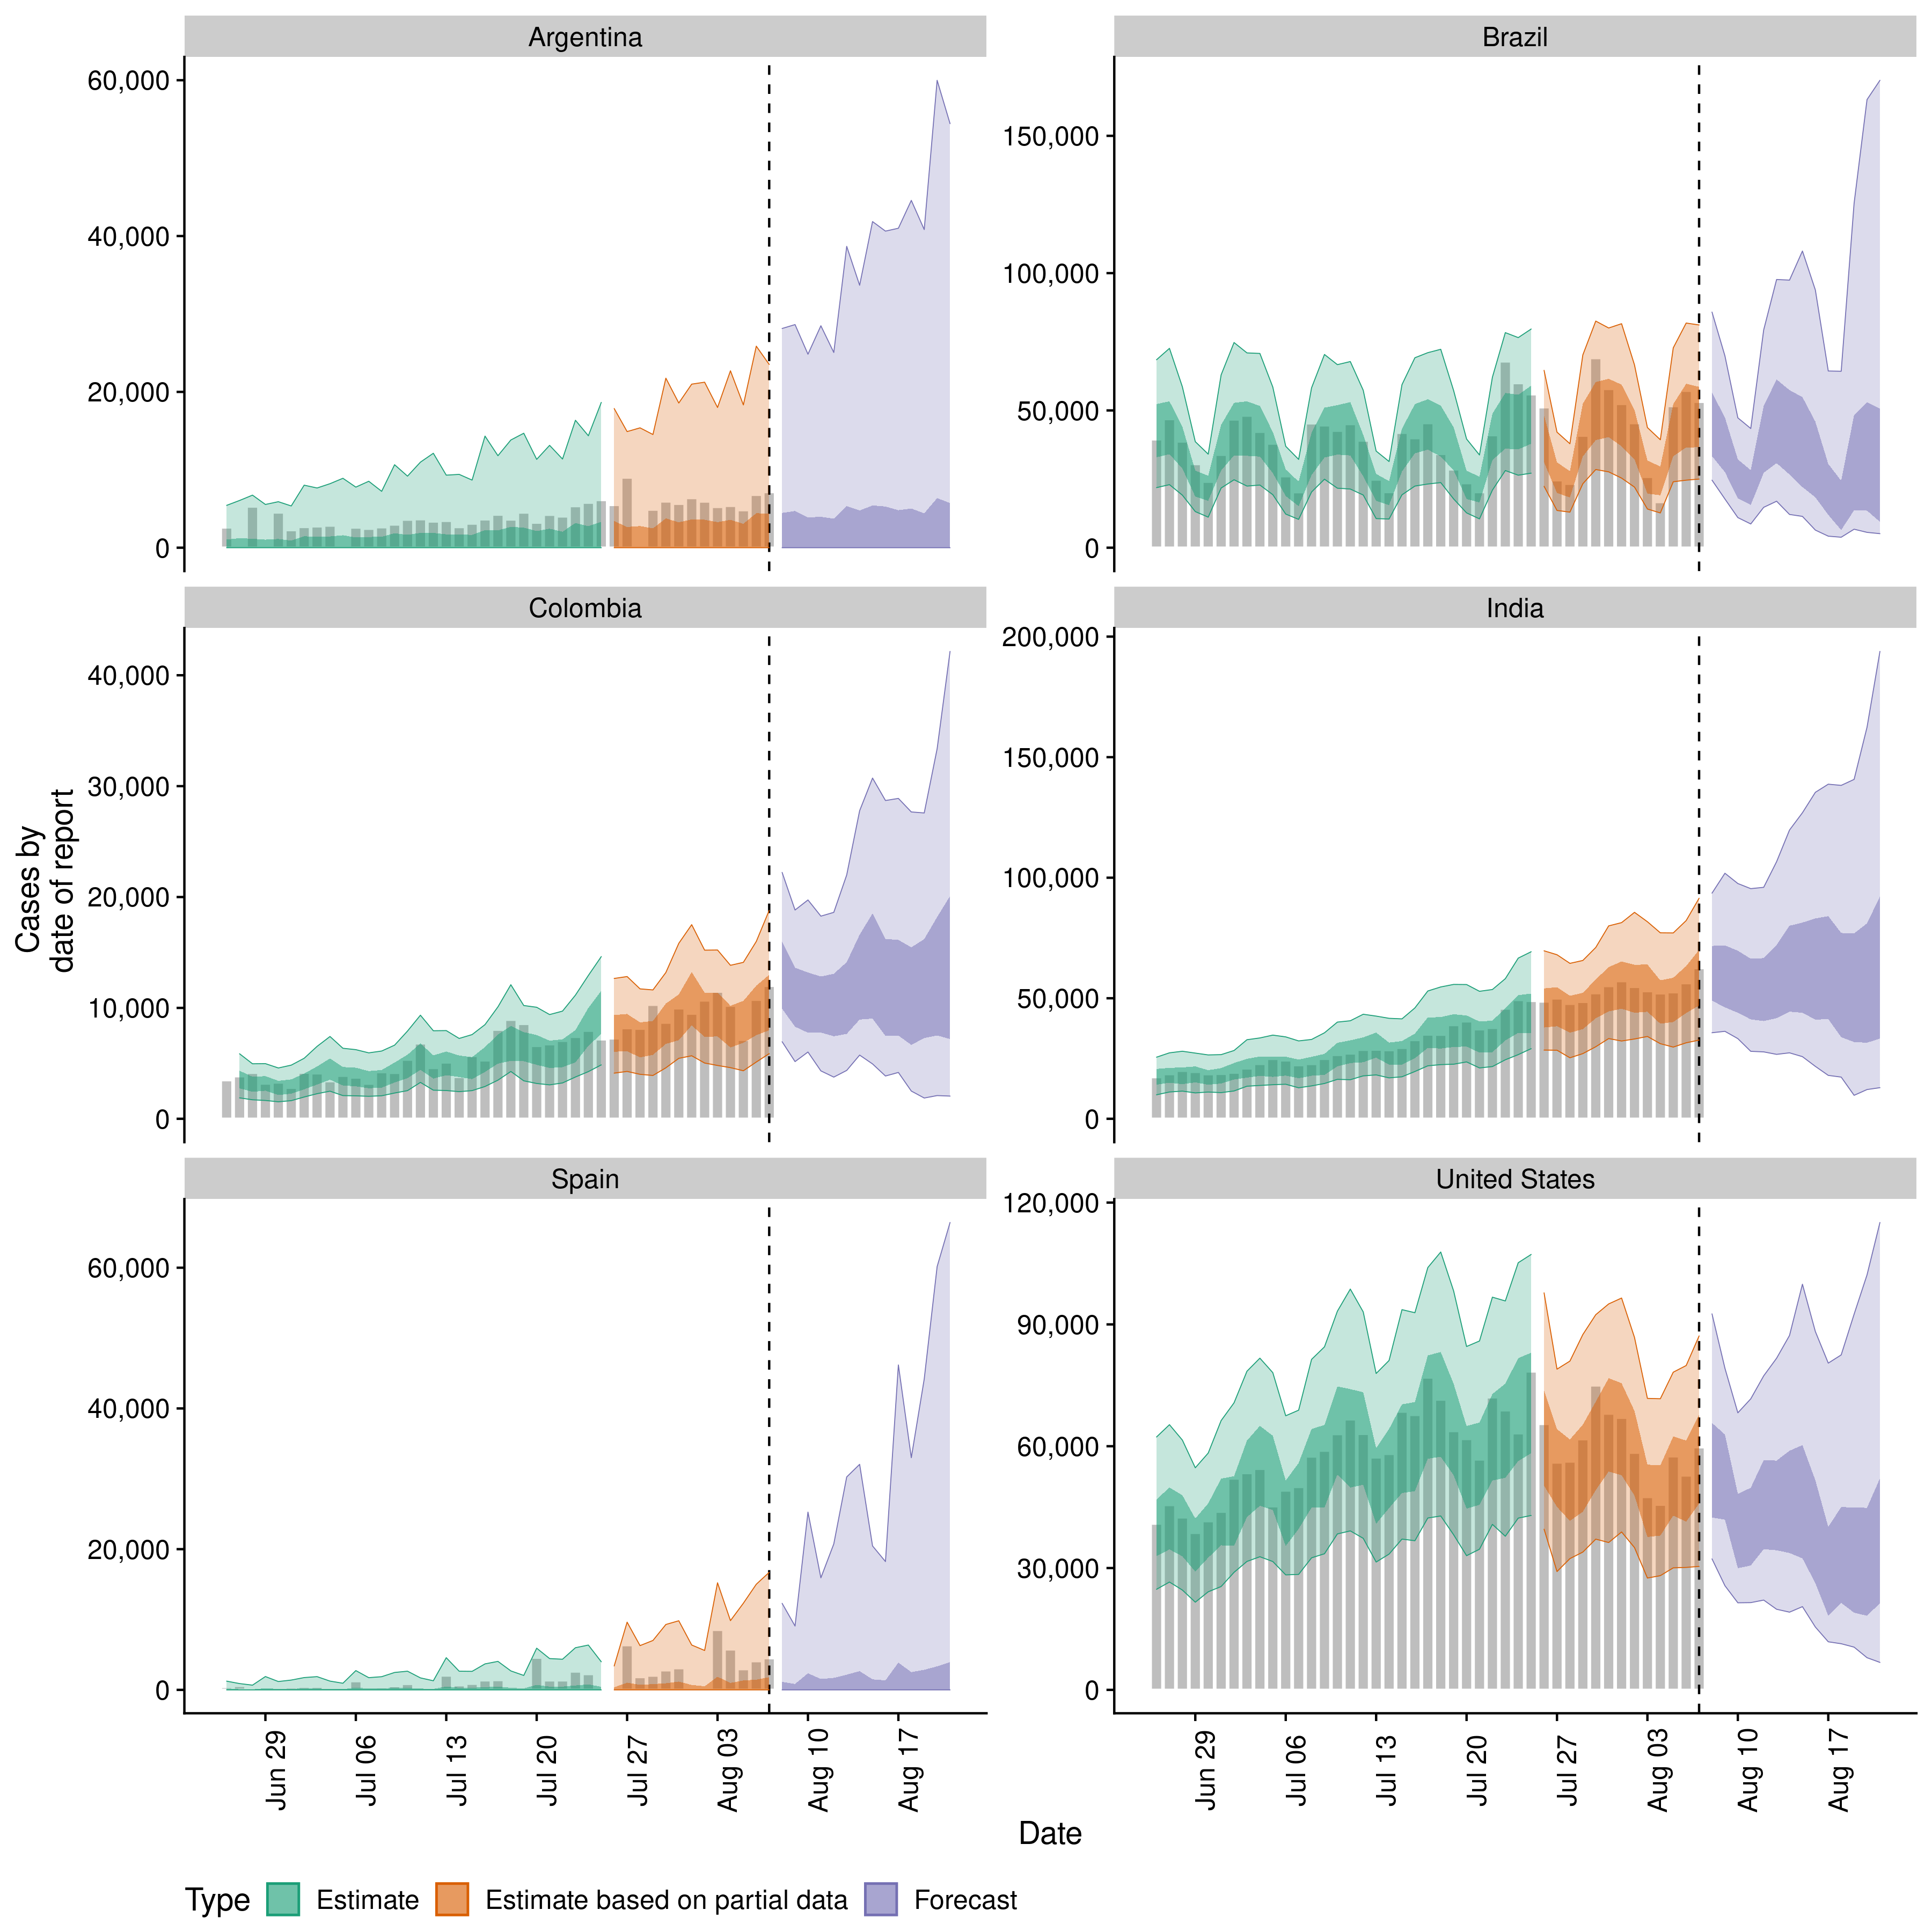 Argentina
Brazil
60,000
40,000
20,000
0
150,000
100,000
50,000
0
Colombia
India
40,000
30,000
20,000
10,000
0
200,000
150,000
100,000
50,000
0
Cases by
date of report
Spain
United States
60,000
40,000
20,000
0
120,000
90,000
60,000
30,000
0
Jun 29
Jul 06
Jul 13
Jul 20
Jul 27
Aug 03
Aug 10
Aug 17
Jun 29
Jul 06
Jul 13
Jul 20
Jul 27
Aug 03
Aug 10
Aug 17
Date
Type Estimate Estimate based on partial data Forecast